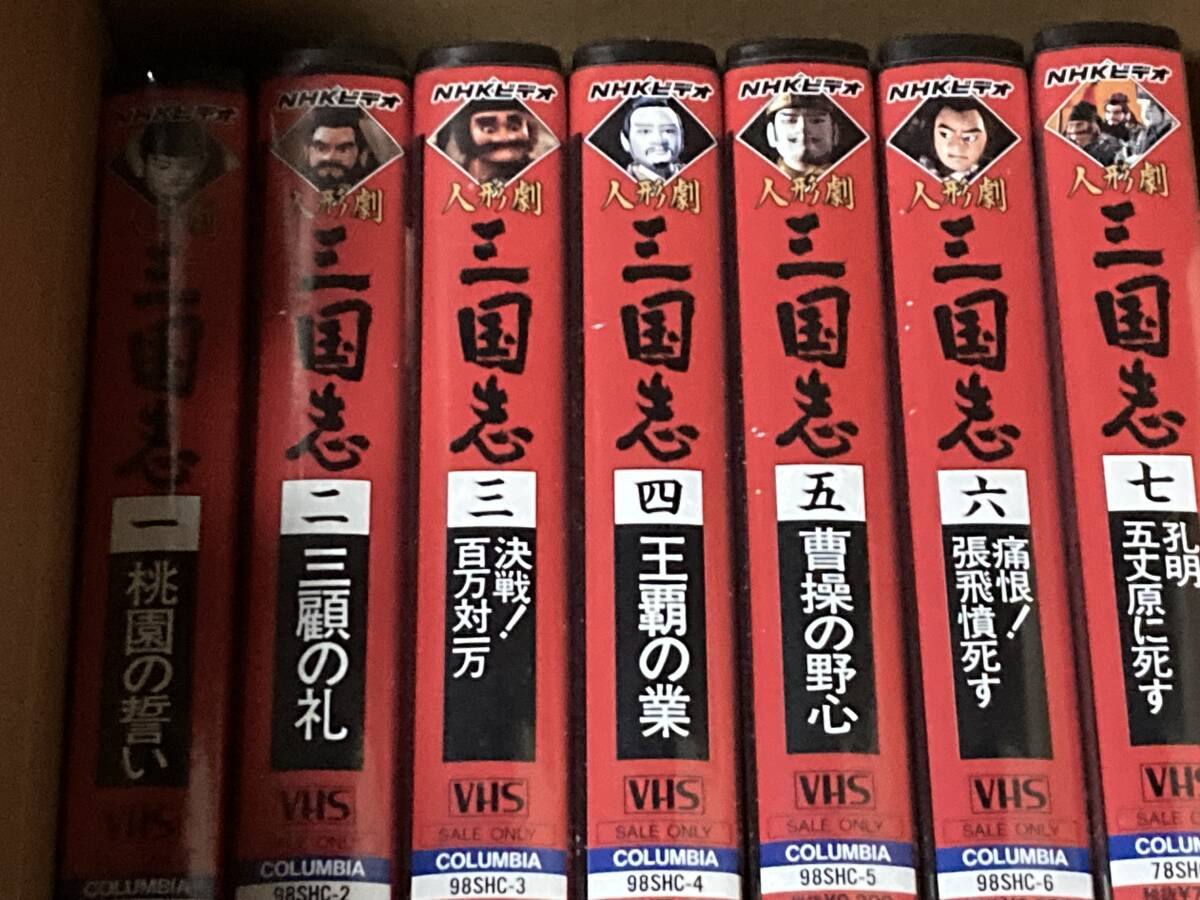 NHKビデオ
三国志
一
桃園の誓い
VHS
COLUMBIA
NHKビデオ
人形劇
三国志
二
三顧の礼
VHS
SALE ONLY
COLUMBIA
98SHC-2
NHKビデオ
人形劇
三国志
三
決戦！
百万対一万
VHS
SALE ONLY
COLUMBIA
98SHC-3
NHKビデオ
人形劇
三国志
四
王覇の業
VHS
SALE ONLY
COLUMBIA
98SHC-4
NHKビデオ
人形劇
三国志
五
曹操の野心
VHS
SALE ONLY
COLUMBIA
98SHC-5
NHKビデオ
人形劇
三国志
六
痛恨！
張飛憤死す
VHS
SALE ONLY
COLUMBIA
98SHC-6
NHKビデオ
人形劇
三国志
七
孔明
五丈原に死す